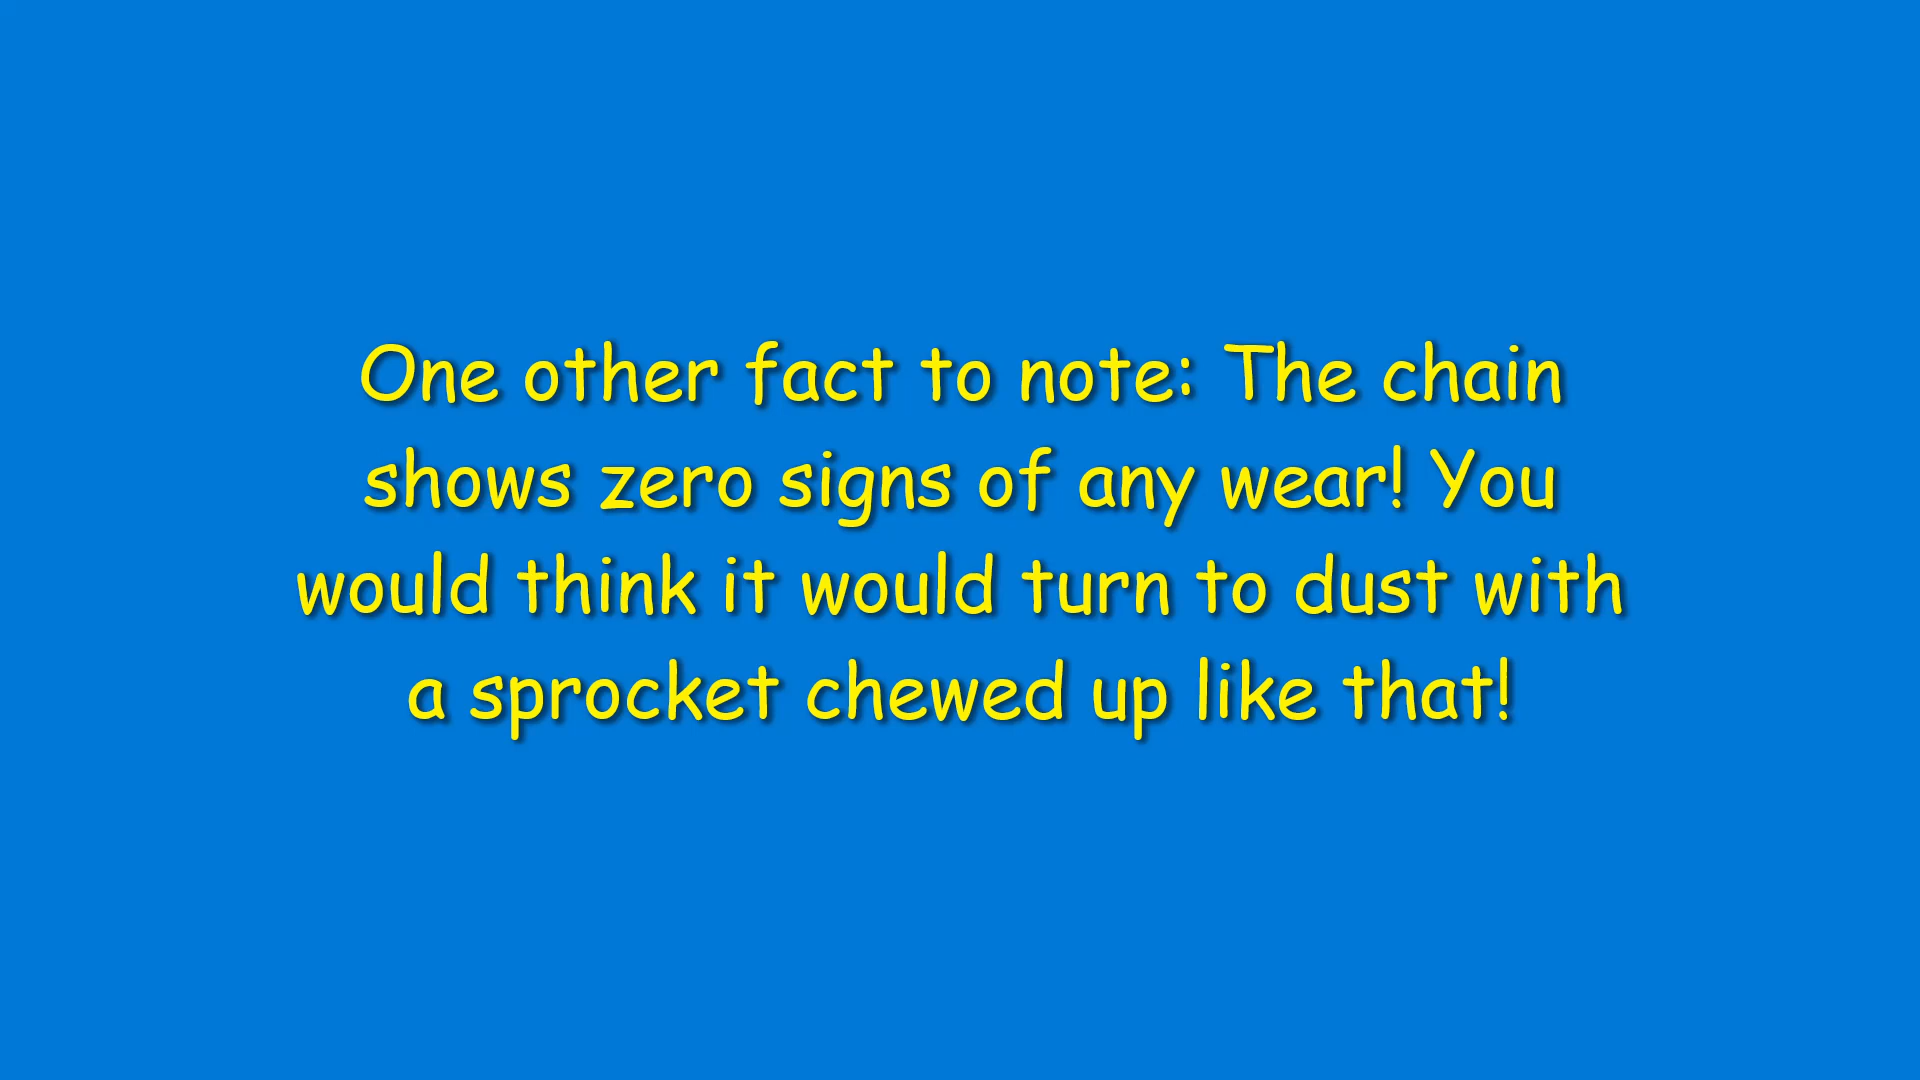 One other fact to note: The chain
shows zero signs of any wear! You
would think it would turn to dust with
a sprocket chewed up like that!